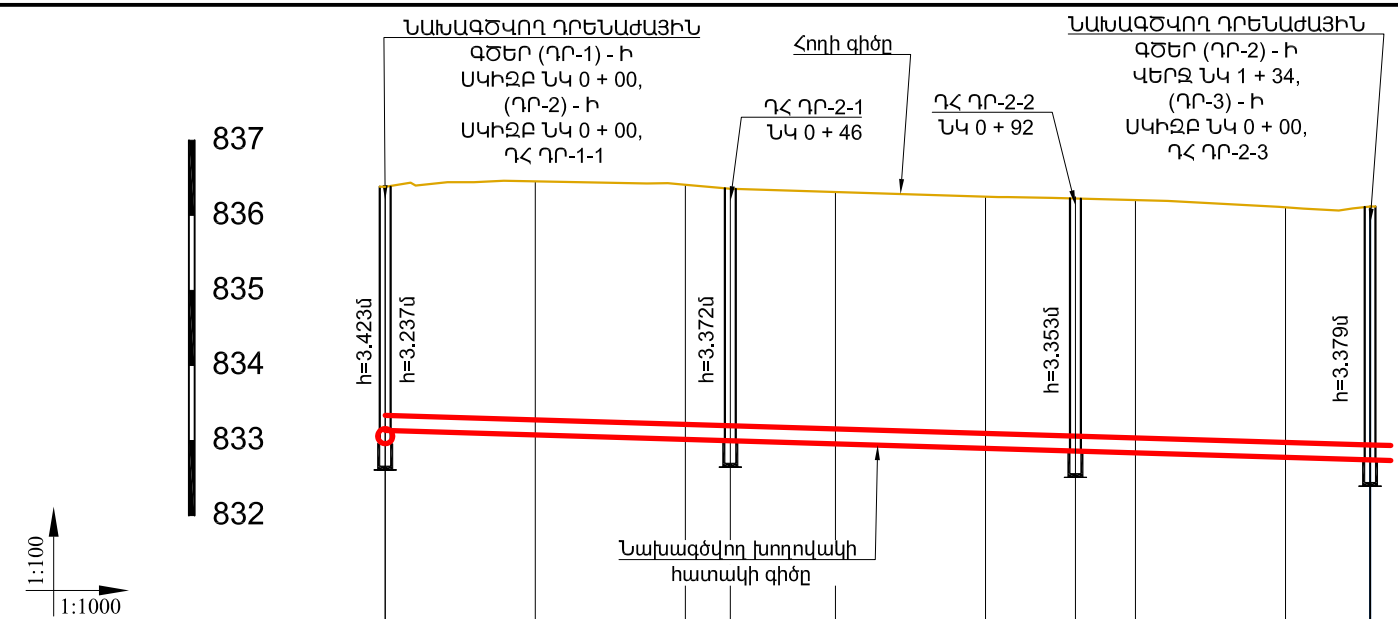 ՆԱԽԱԳԾՎՈՂ ԴՐԵՆԱԺԱՅԻՆ
ԳԾԵՐ (ԴՐ-1) - Ի
ՍԿԻԶԲ ՆԿ 0 + 00,
(ԴՐ-2) - Ի
ՍԿԻԶԲ ՆԿ 0 + 00,
ԴՀ ԴՐ-1-1
ԴՀ ԴՐ-2-1
ՆԿ 0 + 46
Հողի գիծը
ԴՀ ԴՐ-2-2
ՆԿ 0 + 92
ՆԱԽԱԳԾՎՈՂ ԴՐԵՆԱԺԱՅԻՆ
ԳԾԵՐ (ԴՐ-2) - Ի
ՎԵՐՋ ՆԿ 1 + 34,
(ԴՐ-3) - Ի
ՍԿԻԶԲ ՆԿ 0 + 00,
ԴՀ ԴՐ-2-3
837
836
835
834
833
832
h=3.423մ
h=3.237մ
h=3.372մ
h=3.353մ
h=3.379մ
Նախագծվող խողովակի
հատակի գիծը
1:100
1:1000